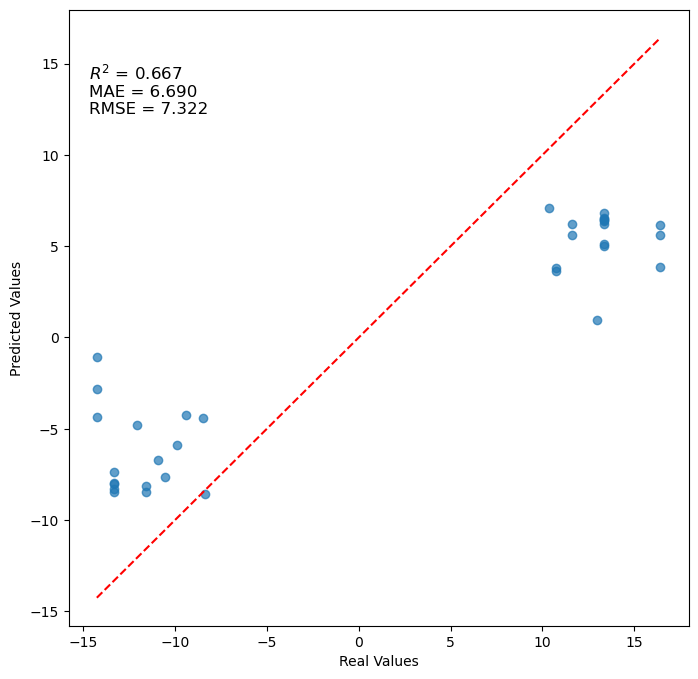 R² = 0.667
MAE = 6.690
RMSE = 7.322
15
10
5
0
−5
−10
−15
Predicted Values
−15 −10 −5 0 5 10 15
Real Values